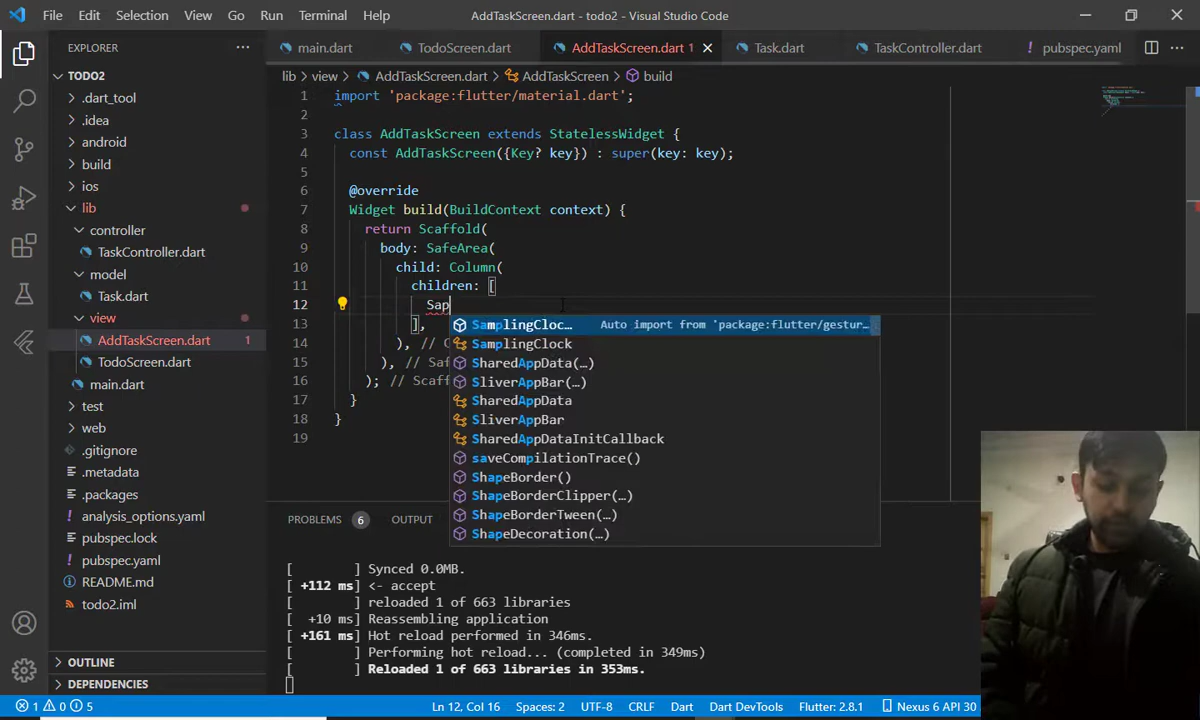 File Edit Selection View Go Run Terminal Help
AddTaskScreen.dart - todo2 - Visual Studio Code
EXPLORER
main.dart
TodoScreen.dart
AddTaskScreen.dart 1
Task.dart
TaskController.dart
pubspec.yaml
TODO2
.dart_tool
.idea
android
build
ios
lib
controller
TaskController.dart
model
Task.dart
view
AddTaskScreen.dart 1
TodoScreen.dart
main.dart
test
web
.gitignore
.metadata
.packages
analysis_options.yaml
pubspec.lock
pubspec.yaml
README.md
todo2.iml
OUTLINE
DEPENDENCIES
lib > view > AddTaskScreen.dart > AddTaskScreen > build
1 import 'package:flutter/material.dart';
2
3 class AddTaskScreen extends StatelessWidget {
4 const AddTaskScreen({Key? key}) : super(key: key);
5
6 @override
7 Widget build(BuildContext context) {
8 return Scaffold(
9 body: SafeArea(
10 child: Column(
11 children: [
12 Sap
13 ],
14 ), // C
15 ), // Saf
16 ); // Scaff
17 }
18 }
19
SamplingCloc… Auto import from 'package:flutter/gestur…
SamplingClock
SharedAppData(…)
SliverAppBar(…)
SharedAppData
SliverAppBar
SharedAppDataInitCallback
saveCompilationTrace()
ShapeBorder()
ShapeBorderClipper(…)
ShapeBorderTween(…)
ShapeDecoration(…)
PROBLEMS 6 OUTPUT
[ ] Synced 0.0MB.
[ +112 ms] <- accept
[ ] reloaded 1 of 663 libraries
[ +10 ms] Reassembling application
[ +161 ms] Hot reload performed in 346ms.
[ ] Performing hot reload... (completed in 349ms)
[ ] Reloaded 1 of 663 libraries in 353ms.
1 0 5
Ln 12, Col 16 Spaces: 2 UTF-8 CRLF Dart Dart DevTools Flutter: 2.8.1 Nexus 6 API 30